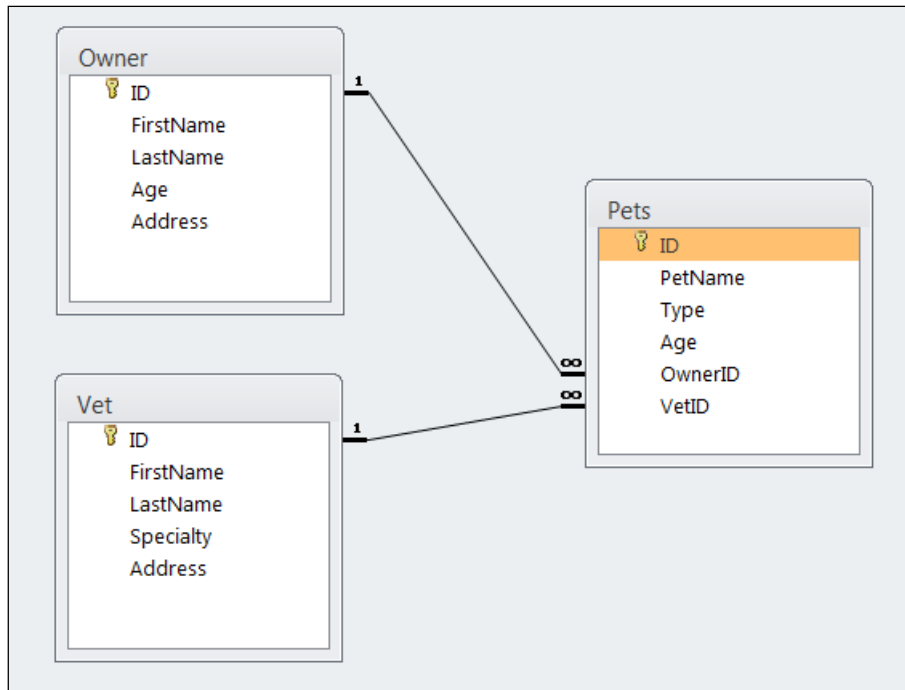 Owner
ID
FirstName
LastName
Age
Address
1
Pets
ID
PetName
Type
Age
OwnerID
VetID
∞
∞
Vet
ID
FirstName
LastName
Specialty
Address
1